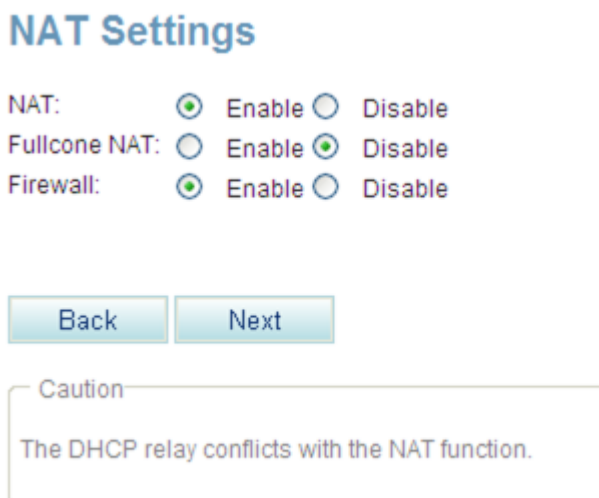 NAT Settings
NAT: Enable Disable
Fullcone NAT: Enable Disable
Firewall: Enable Disable
Back Next
Caution
The DHCP relay conflicts with the NAT function.